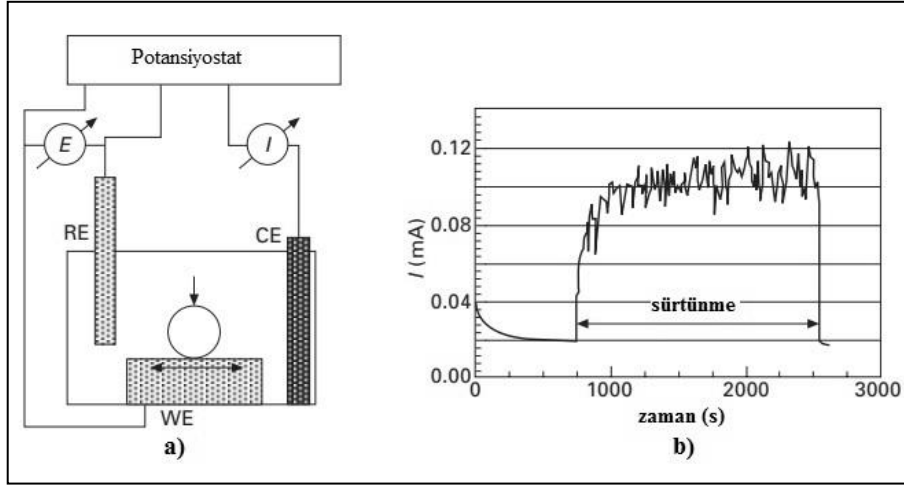 Potansiyostat
E
I
RE
CE
WE
a)
I (mA)
0.12
0.08
0.04
0.00
sürtünme
0
1000
2000
3000
zaman (s)
b)